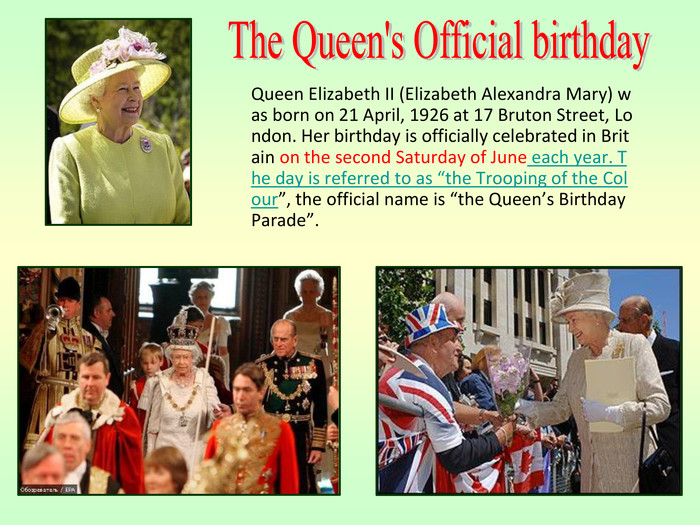 The Queen's Official birthday
Queen Elizabeth II (Elizabeth Alexandra Mary) w
as born on 21 April, 1926 at 17 Bruton Street, Lo
ndon. Her birthday is officially celebrated in Brit
ain on the second Saturday of June each year. T
he day is referred to as “the Trooping of the Col
our”, the official name is “the Queen’s Birthday
Parade”.
Обозреватель / EPA